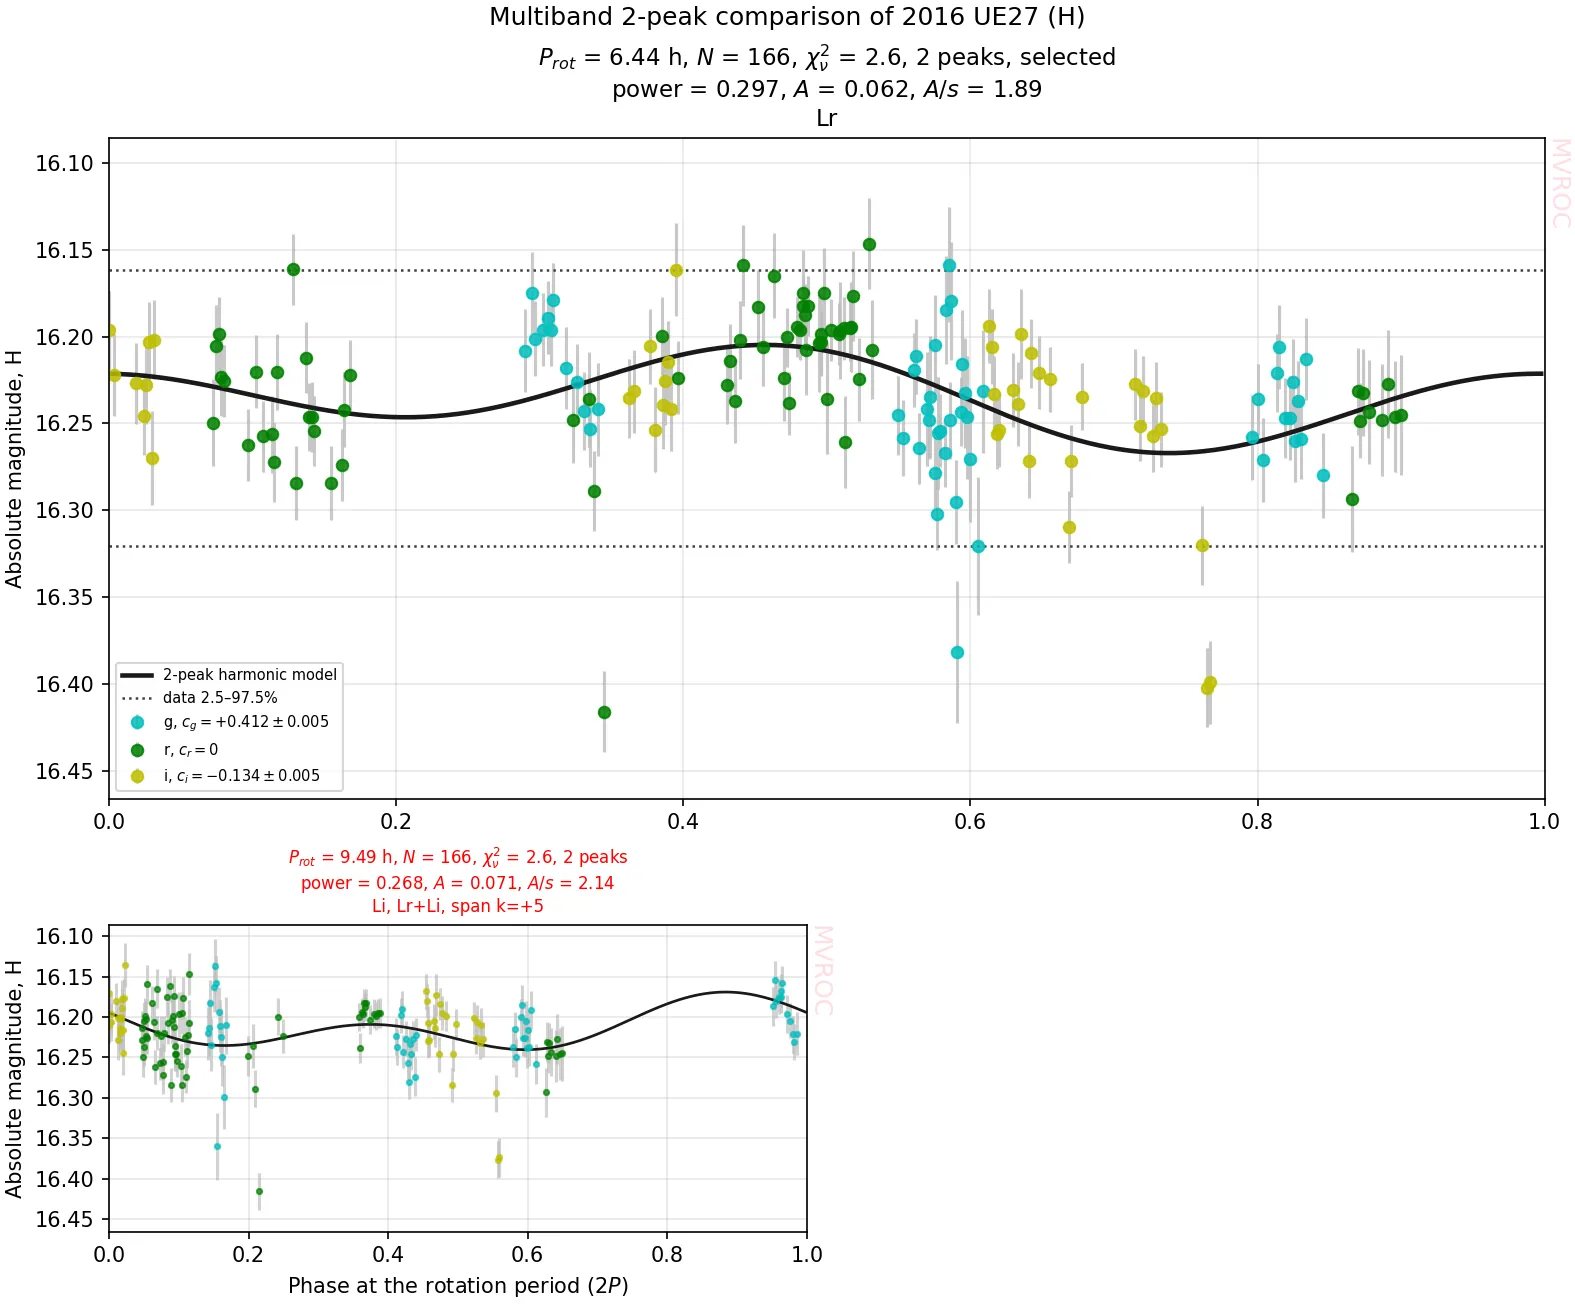 Multiband 2-peak comparison of 2016 UE27 (H)
P_rot = 6.44 h, N = 166, χ²_ν = 2.6, 2 peaks, selected
power = 0.297, A = 0.062, A/s = 1.89
Lr
MVROC
Absolute magnitude, H
16.10
16.15
16.20
16.25
16.30
16.35
16.40
16.45
2-peak harmonic model
data 2.5–97.5%
g, c_g = +0.412 ± 0.005
r, c_r = 0
i, c_i = −0.134 ± 0.005
0.0 0.2 0.4 0.6 0.8 1.0
P_rot = 9.49 h, N = 166, χ²_ν = 2.6, 2 peaks
power = 0.268, A = 0.071, A/s = 2.14
Li, Lr+Li, span k=+5
MVROC
Absolute magnitude, H
16.10
16.15
16.20
16.25
16.30
16.35
16.40
16.45
0.0 0.2 0.4 0.6 0.8 1.0
Phase at the rotation period (2P)